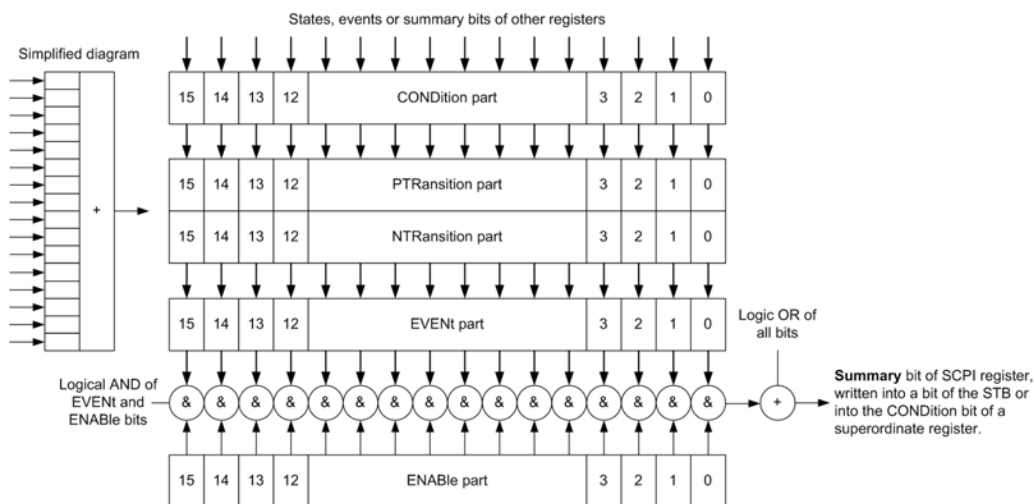 States, events or summary bits of other registers
Simplified diagram
15 14 13 12 CONDition part 3 2 1 0
15 14 13 12 PTRansition part 3 2 1 0
+
15 14 13 12 NTRansition part 3 2 1 0
15 14 13 12 EVENt part 3 2 1 0
Logic OR of
all bits
Logical AND of
EVENt and
ENABle bits
& & & & & & & & & & & & & & & &
+
Summary bit of SCPI register,
written into a bit of the STB or
into the CONDition bit of a
superordinate register.
15 14 13 12 ENABle part 3 2 1 0